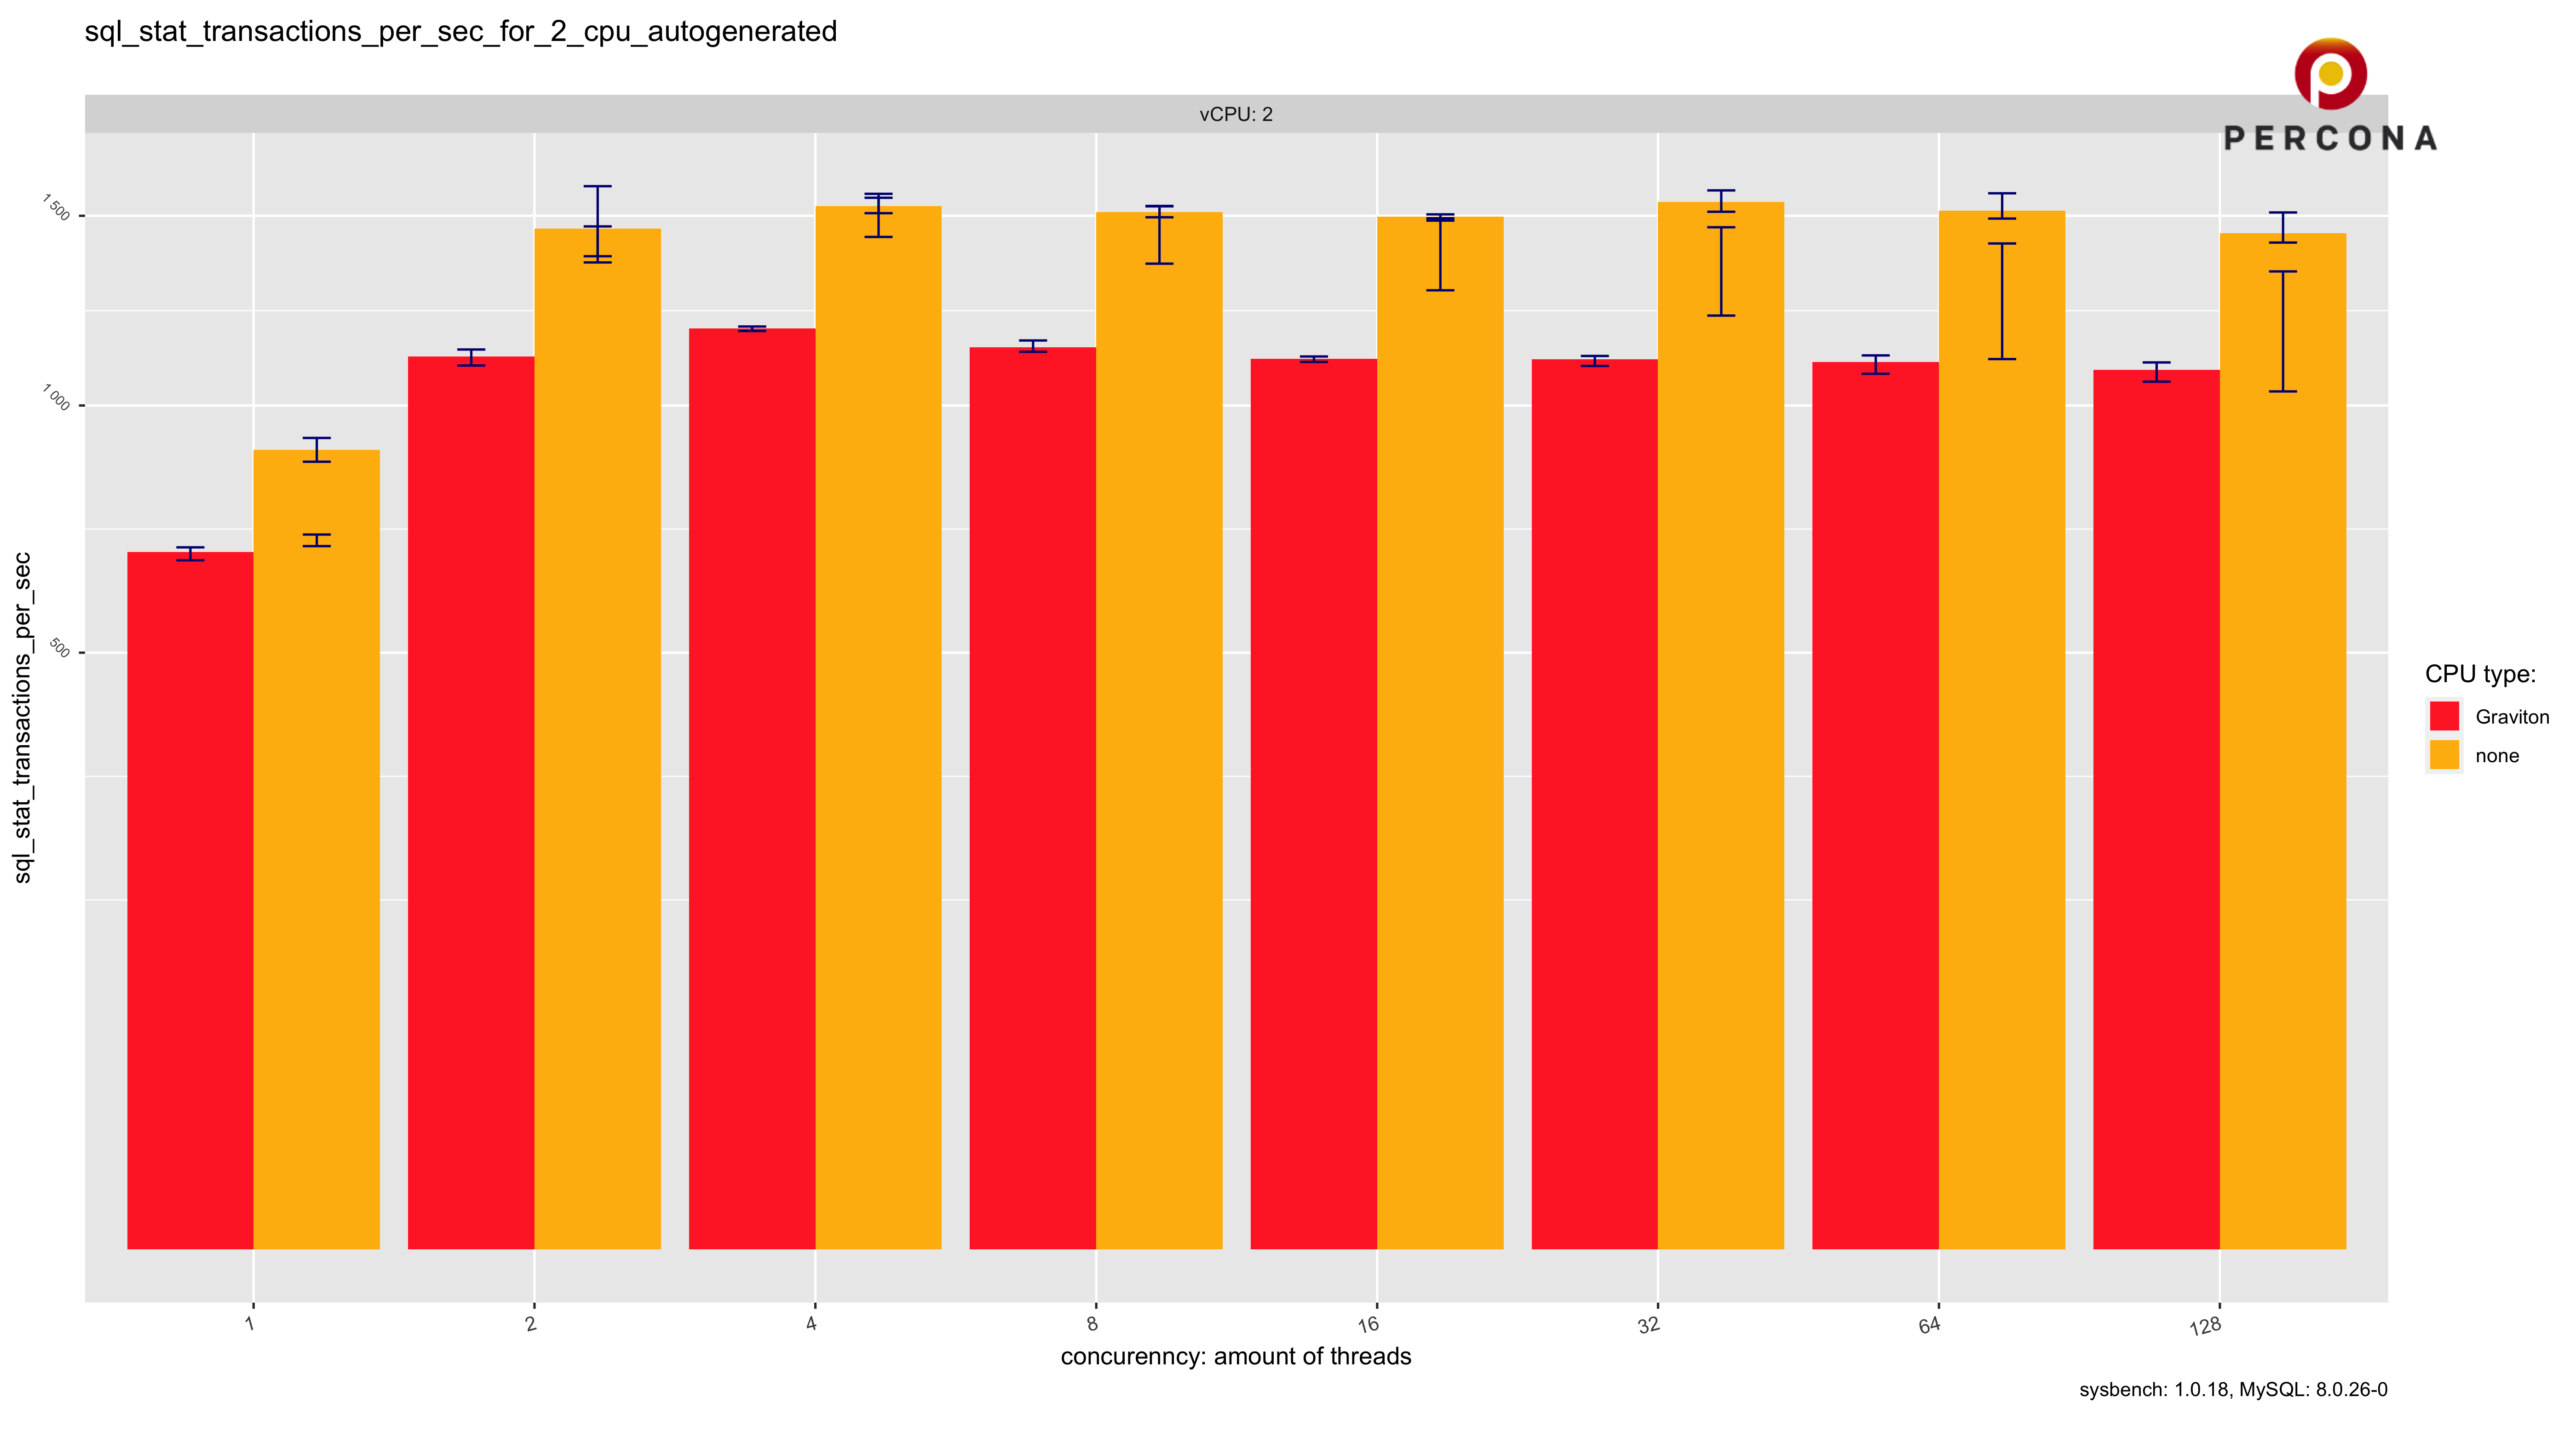 sql_stat_transactions_per_sec_for_2_cpu_autogenerated
PERCONA
vCPU: 2
sql_stat_transactions_per_sec
1 500
1 000
500
CPU type:
Graviton
none
1
2
4
8
16
32
64
128
concurenncy: amount of threads
sysbench: 1.0.18, MySQL: 8.0.26-0